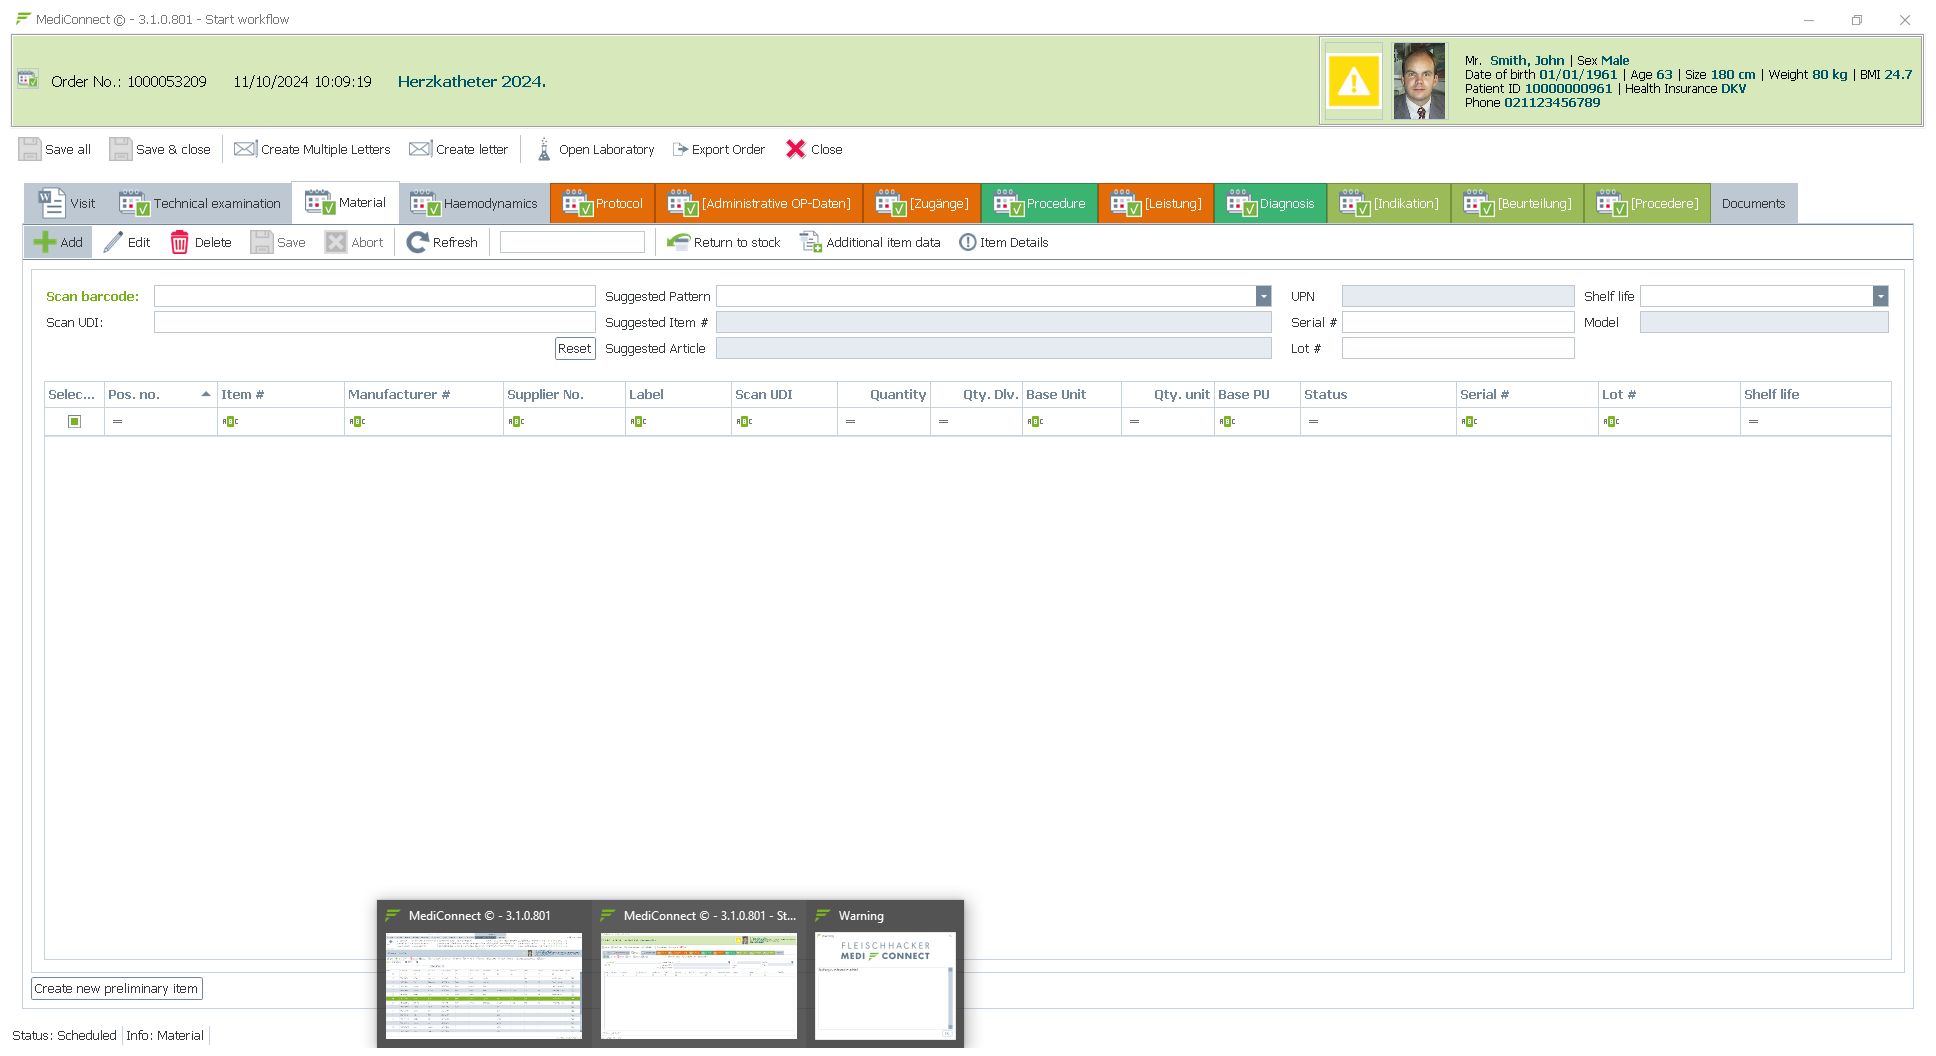 MediConnect © - 3.1.0.801 - Start workflow
Order No.: 1000053209 11/10/2024 10:09:19 Herzkatheter 2024.
Mr. Smith, John | Sex Male
Date of birth 01/01/1961 | Age 63 | Size 180 cm | Weight 80 kg | BMI 24.7
Patient ID 10000000961 | Health Insurance DKV
Phone 021123456789
Save all Save & close Create Multiple Letters Create letter Open Laboratory Export Order Close
Visit Technical examination Material Haemodynamics Protocol [Administrative OP-Daten] [Zugänge] Procedure [Leistung] Diagnosis [Indikation] [Beurteilung] [Procedere] Documents
Add Edit Delete Save Abort Refresh Return to stock Additional item data Item Details
Scan barcode: Suggested Pattern UPN Shelf life
Scan UDI: Suggested Item # Serial # Model
Reset Suggested Article Lot #
Selec... Pos. no. Item # Manufacturer # Supplier No. Label Scan UDI Quantity Qty. Dlv. Base Unit Qty. unit Base PU Status Serial # Lot # Shelf life
= ABC ABC ABC ABC ABC = = ABC = ABC = ABC ABC =
MediConnect © - 3.1.0.801 MediConnect © - 3.1.0.801 - St... Warning
FLEISCHHACKER
MEDI CONNECT
Create new preliminary item
Status: Scheduled Info: Material